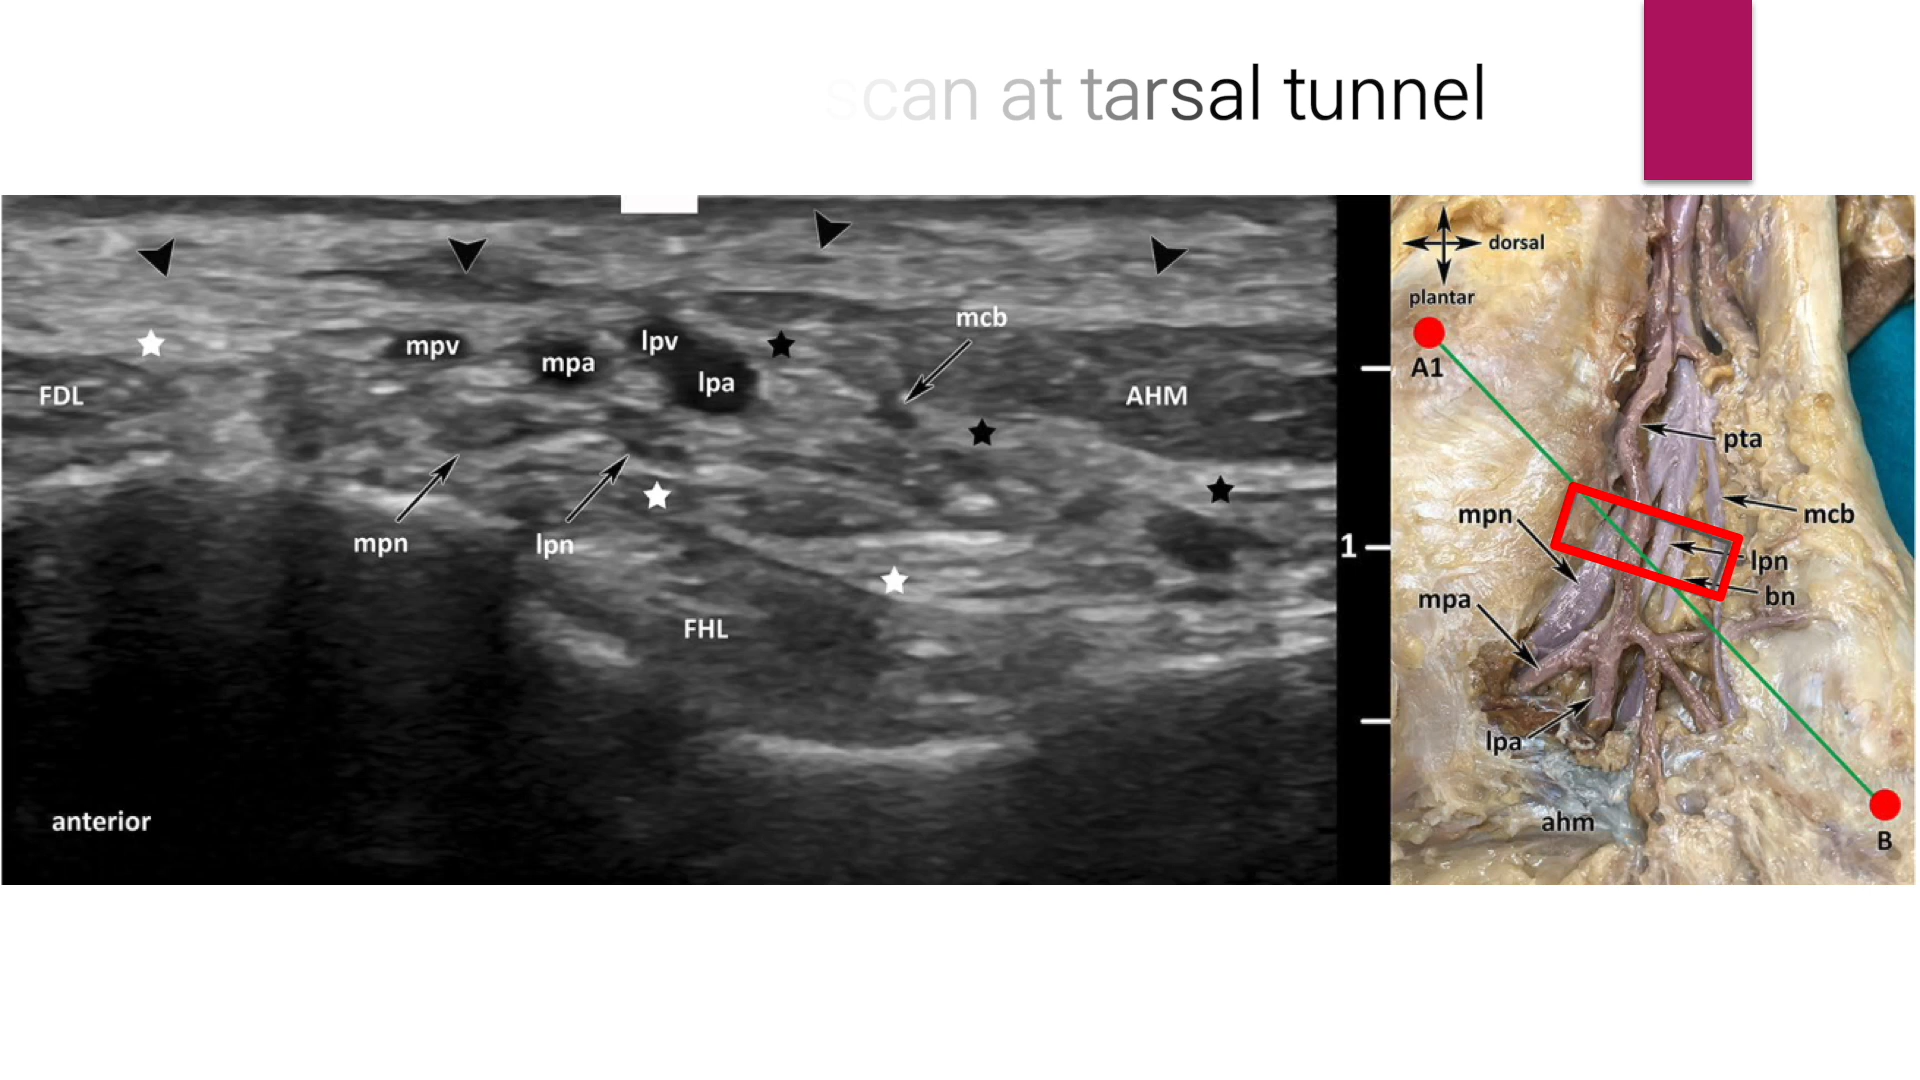 scan at tarsal tunnel
mcb
mpv
mpa
lpv
lpa
FDL
AHM
mpn
lpn
FHL
anterior
1
dorsal
plantar
A1
pta
mpn
mcb
lpn
mpa
bn
lpa
ahm
B